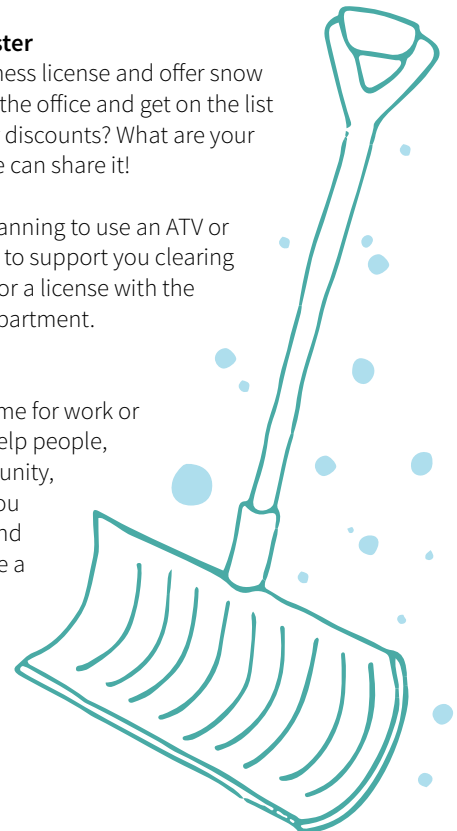 ster
ness license and offer snow
the office and get on the list
discounts? What are your
e can share it!
anning to use an ATV or
to support you clearing
or a license with the
partment.
me for work or
elp people,
unity,
ou
nd
e a